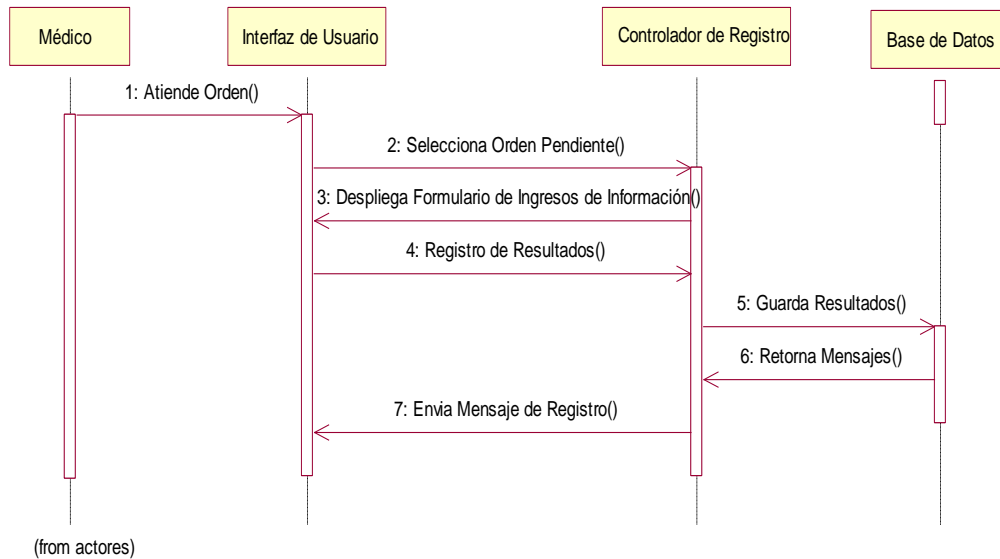 Médico
Interfaz de Usuario
Controlador de Registro
Base de Datos
1: Atiende Orden()
2: Selecciona Orden Pendiente()
3: Despliega Formulario de Ingresos de Información()
4: Registro de Resultados()
5: Guarda Resultados()
6: Retorna Mensajes()
7: Envia Mensaje de Registro()
(from actores)